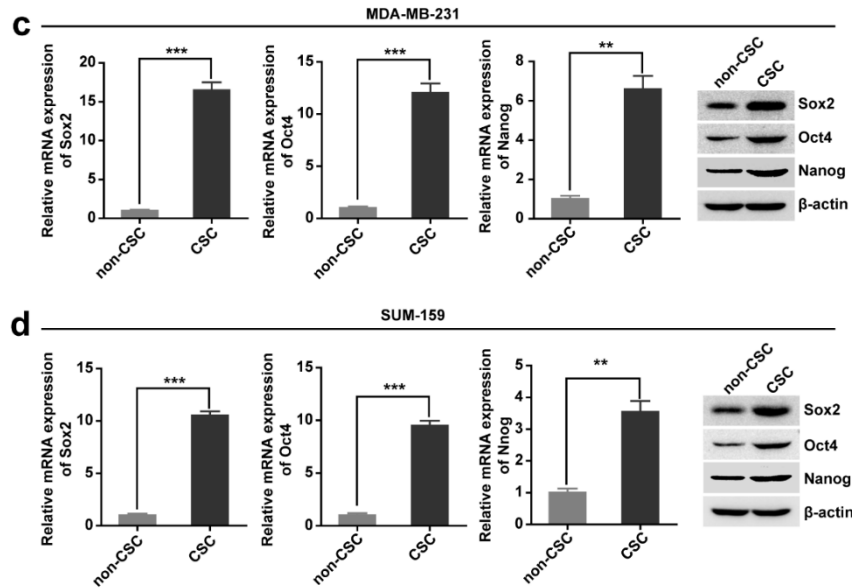 c
MDA-MB-231
Relative mRNA expression
of Sox2
20
15
10
5
0
***
non-CSC
CSC
Relative mRNA expression
of Oct4
15
10
5
0
***
non-CSC
CSC
Relative mRNA expression
of Nanog
8
6
4
2
0
**
non-CSC
CSC
non-CSC
CSC
Sox2
Oct4
Nanog
β-actin
d
SUM-159
Relative mRNA expression
of Sox2
15
10
5
0
***
non-CSC
CSC
Relative mRNA expression
of Oct4
15
10
5
0
***
non-CSC
CSC
Relative mRNA expression
of Nnog
5
4
3
2
1
0
**
non-CSC
CSC
non-CSC
CSC
Sox2
Oct4
Nanog
β-actin